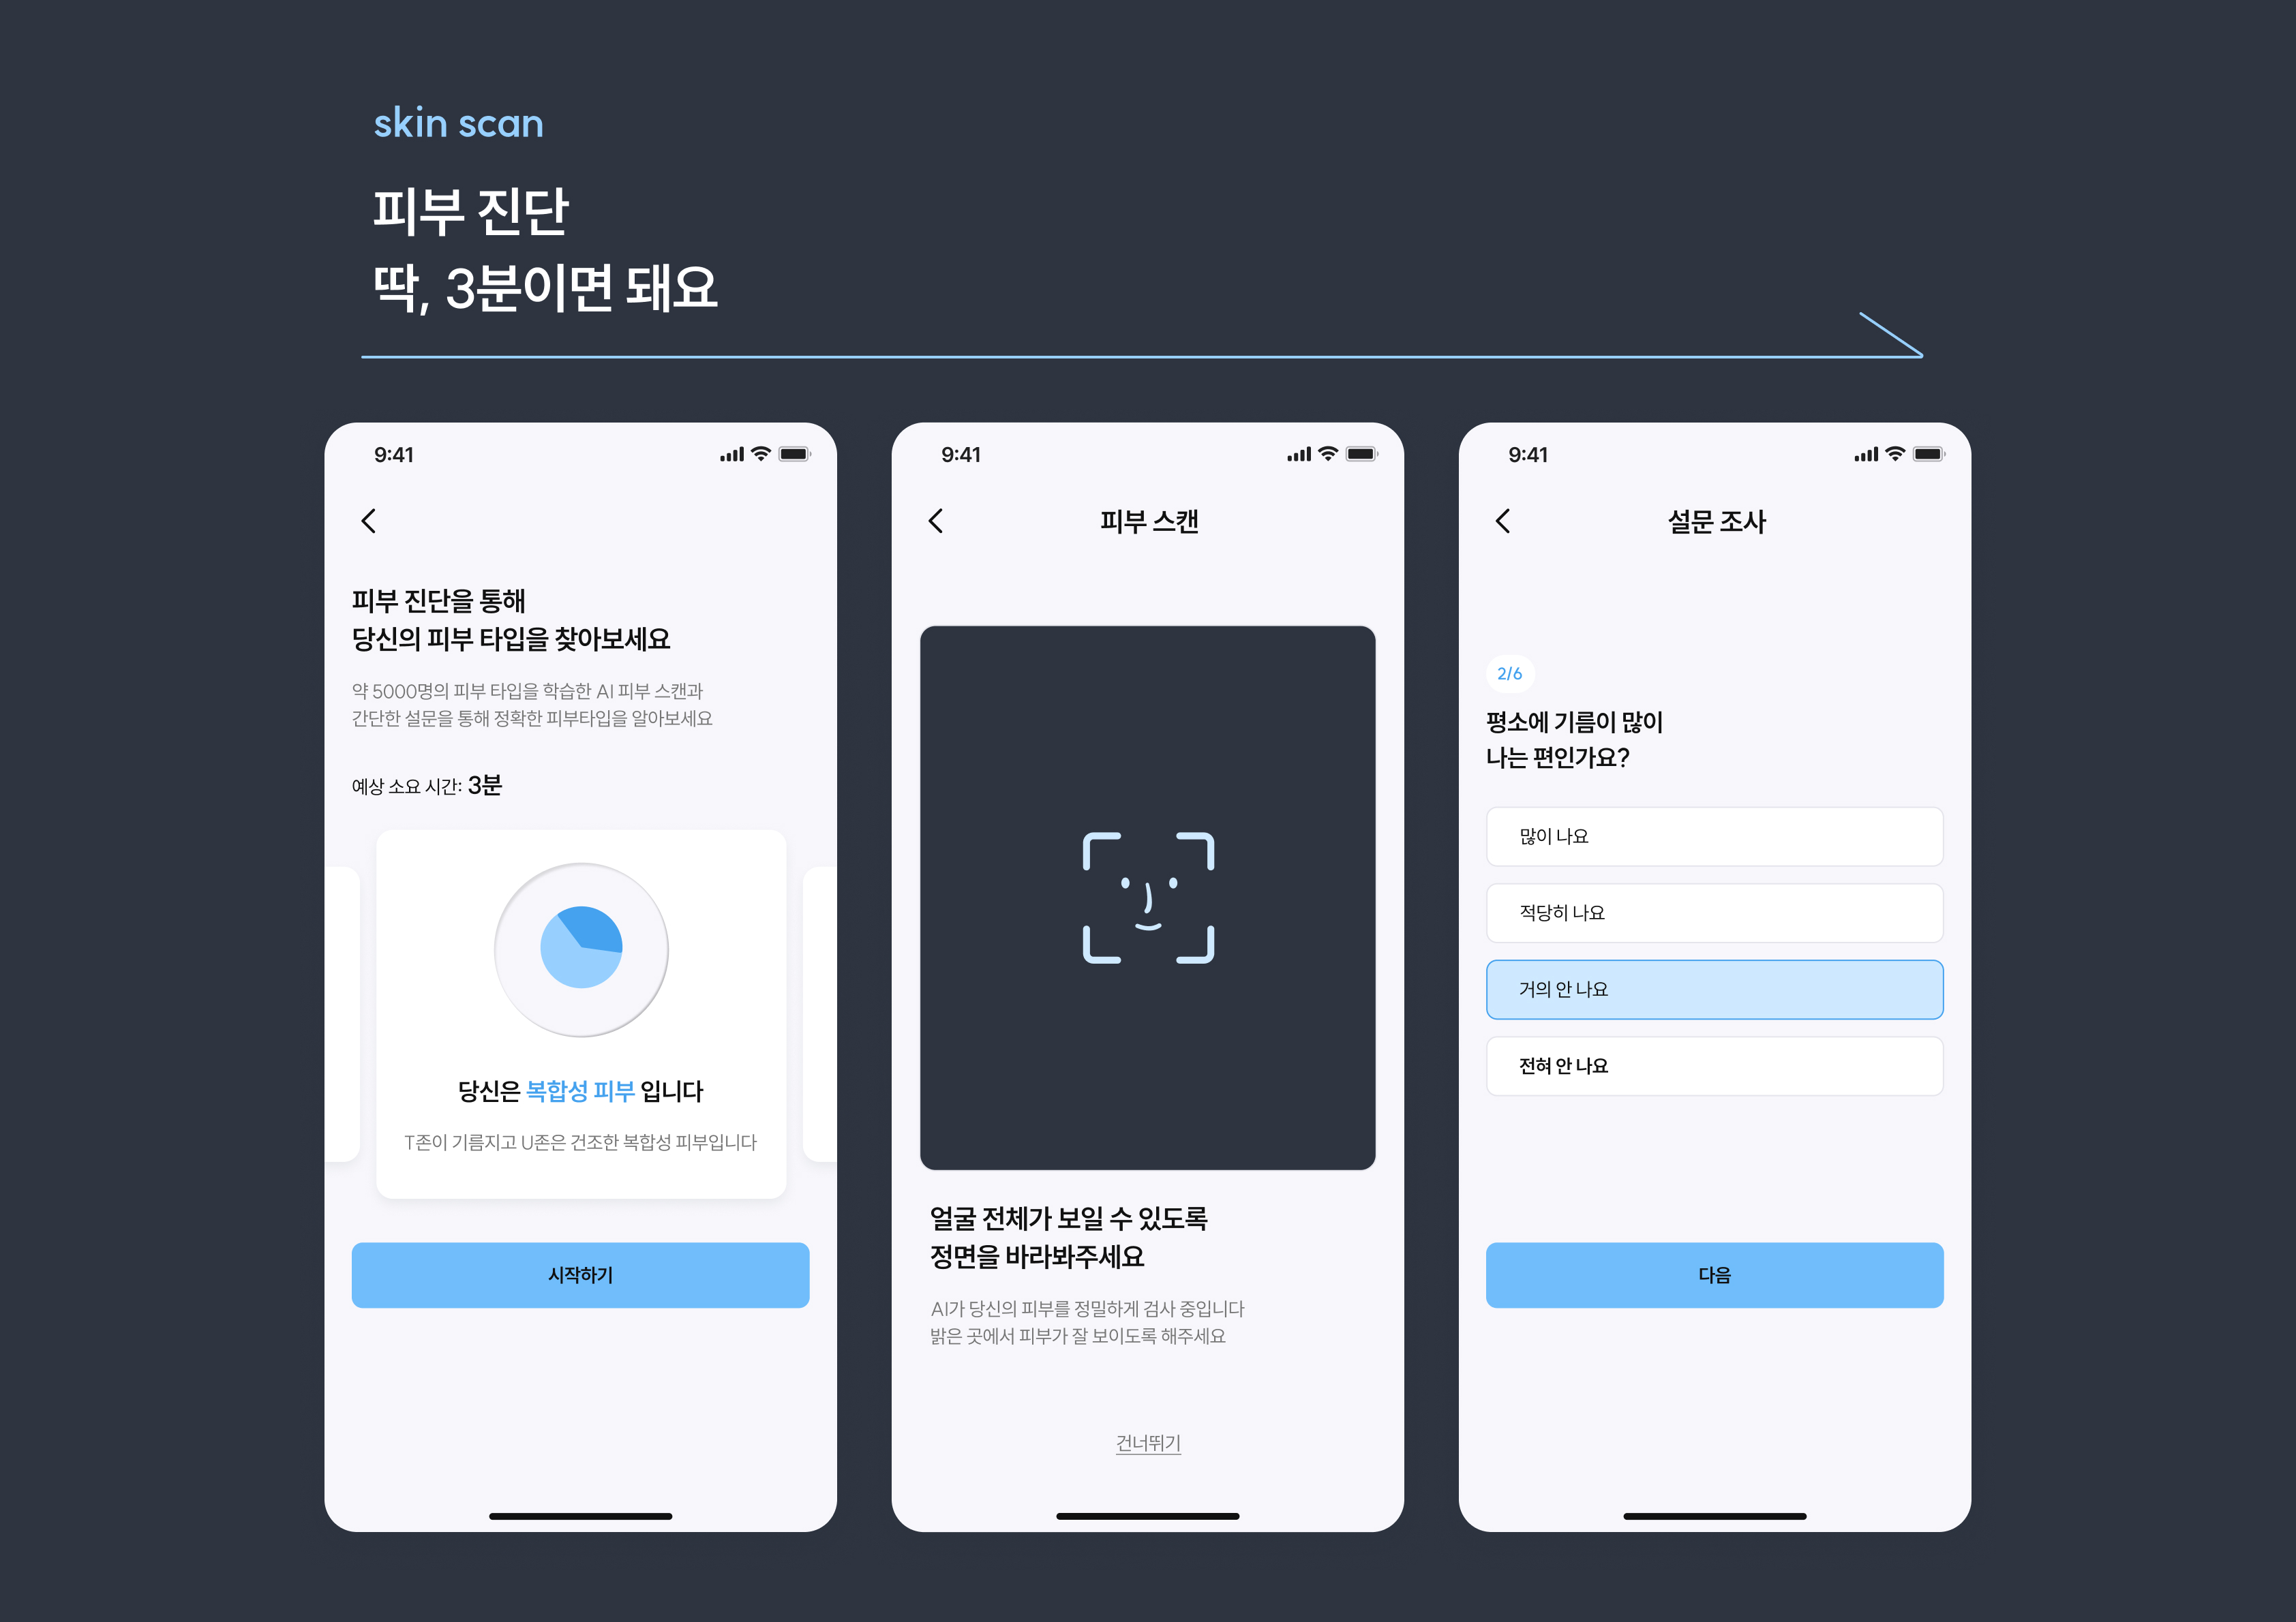 skin scan
피부 진단
딱, 3분이면 돼요
9:41
피부 진단을 통해
당신의 피부 타입을 찾아보세요
약 5000명의 피부 타입을 학습한 AI 피부 스캔과
간단한 설문을 통해 정확한 피부타입을 알아보세요
예상 소요 시간: 3분
당신은 복합성 피부 입니다
T존이 기름지고 U존은 건조한 복합성 피부입니다
시작하기
9:41
피부 스캔
얼굴 전체가 보일 수 있도록
정면을 바라봐주세요
AI가 당신의 피부를 정밀하게 검사 중입니다
밝은 곳에서 피부가 잘 보이도록 해주세요
건너뛰기
9:41
설문 조사
2/6
평소에 기름이 많이
나는 편인가요?
많이 나요
적당히 나요
거의 안 나요
전혀 안 나요
다음